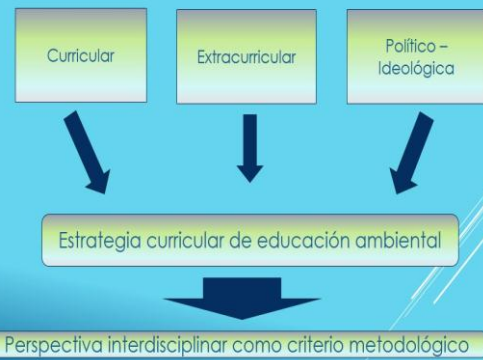 Curricular
Extracurricular
Político –
Ideológica
Estrategia curricular de educación ambiental
Perspectiva interdisciplinar como criterio metodológico